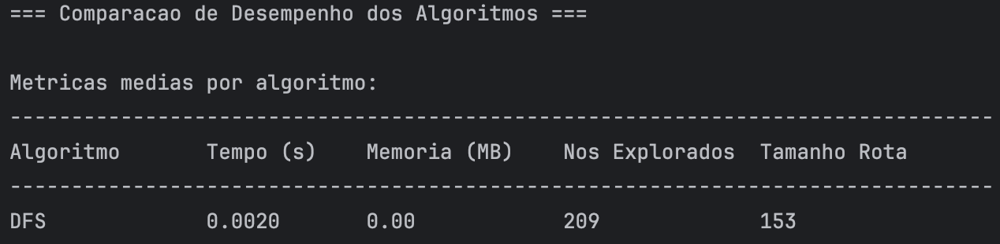 === Comparacao de Desempenho dos Algoritmos ===
Metricas medias por algoritmo:
--------------------------------------------------------------------------------
Algoritmo       Tempo (s)    Memoria (MB)    Nos Explorados  Tamanho Rota
--------------------------------------------------------------------------------
DFS             0.0020       0.00            209             153